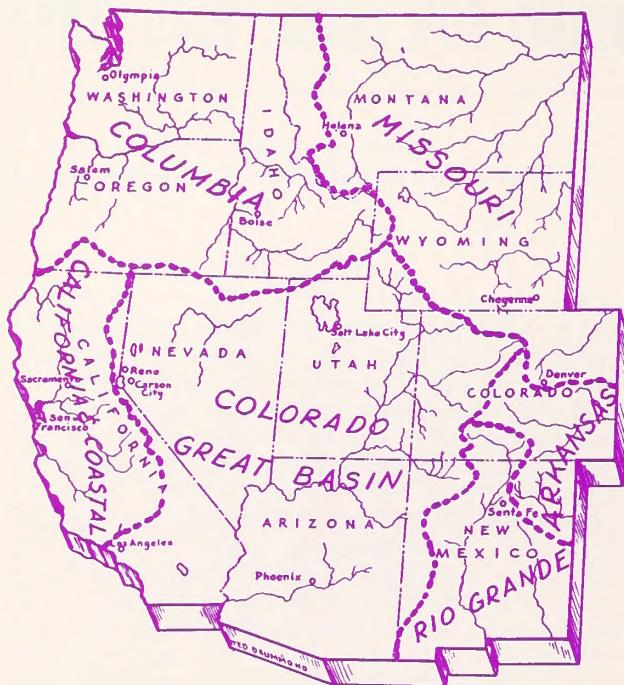 Olympia
WASHINGTON
IDAHO
MONTANA
Helena
MISSOURI
COLUMBIA
Salem
OREGON
Boise
WYOMING
Cheyenne
CALIFORNIA COASTAL
CALIFORNIA
NEVADA
Reno
Carson
City
Salt Lake City
UTAH
Sacramento
San
Francisco
COLORADO
GREAT BASIN
Denver
COLORADO
ARKANSAS
ARIZONA
Santa Fe
NEW
MEXICO
Los Angeles
Phoenix
RIO GRANDE
TED DRUMMOND